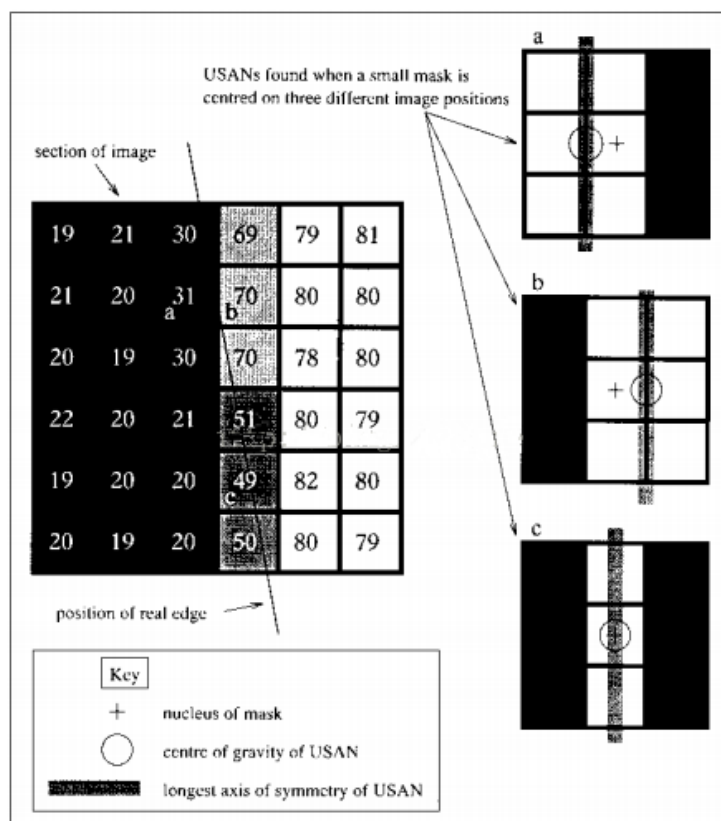 a
USANs found when a small mask is
centred on three different image positions
section of image
19 21 30 69 79 81
b
21 20 31 70 80 80
a b
20 19 30 70 78 80
22 20 21 51 80 79
19 20 20 49 82 80
c
c
20 19 20 50 80 79
position of real edge
Key
nucleus of mask
centre of gravity of USAN
longest axis of symmetry of USAN